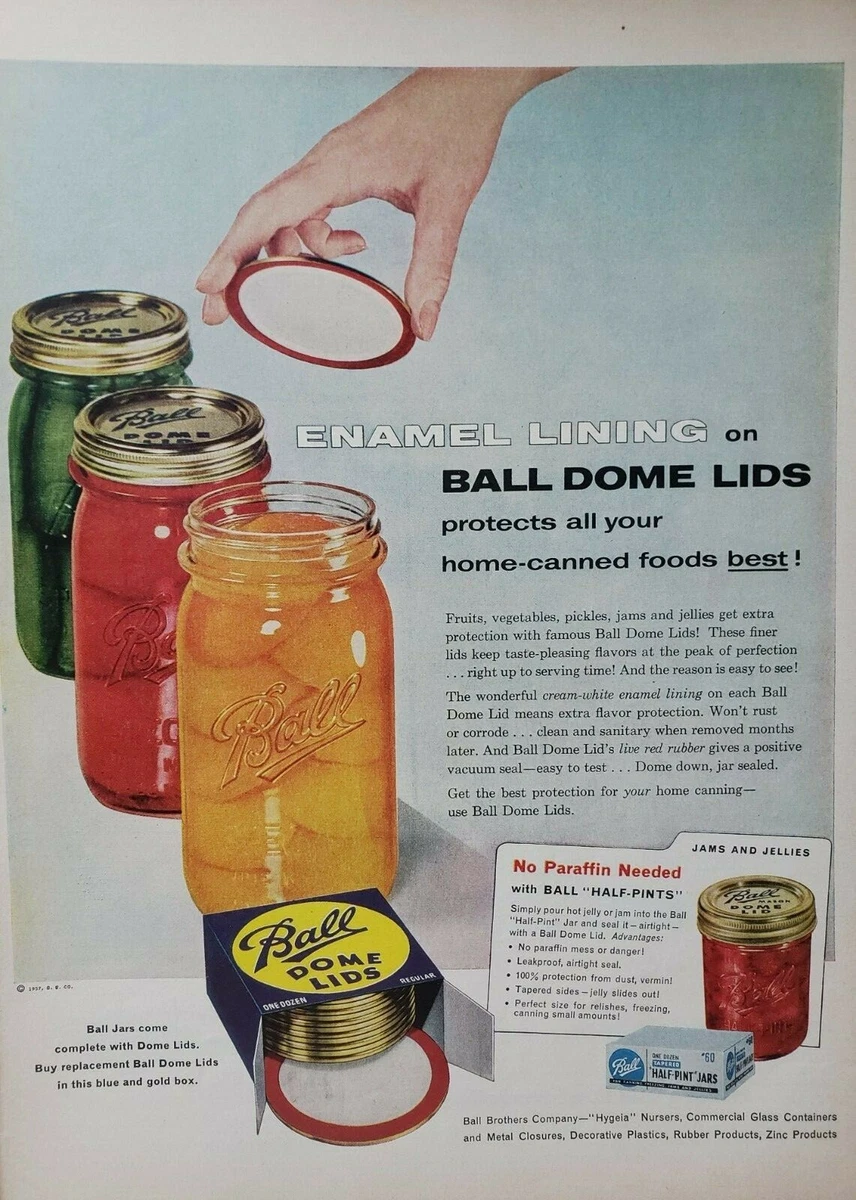 Ball
DOME
LID
Ball
DOME
LID
ENAMEL LINING on
BALL DOME LIDS
protects all your
home-canned foods best!
Fruits, vegetables, pickles, jams and jellies get extra
protection with famous Ball Dome Lids! These finer
lids keep taste-pleasing flavors at the peak of perfection
. . . right up to serving time! And the reason is easy to see!
The wonderful cream-white enamel lining on each Ball
Dome Lid means extra flavor protection. Won't rust
or corrode . . . clean and sanitary when removed months
later. And Ball Dome Lid's live red rubber gives a positive
vacuum seal—easy to test . . . Dome down, jar sealed.
Get the best protection for your home canning—
use Ball Dome Lids.
Ba
Ball
JAMS AND JELLIES
No Paraffin Needed
with BALL "HALF-PINTS"
Simply pour hot jelly or jam into the Ball
"Half-Pint" Jar and seal it—airtight—
with a Ball Dome Lid. Advantages:
• No paraffin mess or danger!
• Leakproof, airtight seal.
• 100% protection from dust, vermin!
• Tapered sides—jelly slides out!
• Perfect size for relishes, freezing,
canning small amounts!
Ball
MASON
DOME
LID
Ball
Ball
DOME
LIDS
ONE DOZEN
REGULAR
© 1957, B. B. CO.
Ball Jars come
complete with Dome Lids.
Buy replacement Ball Dome Lids
in this blue and gold box.
Ball
ONE DOZEN
#60
TAPERED
"HALF-PINT" JARS
Ball Brothers Company—"Hygeia" Nursers, Commercial Glass Containers
and Metal Closures, Decorative Plastics, Rubber Products, Zinc Products